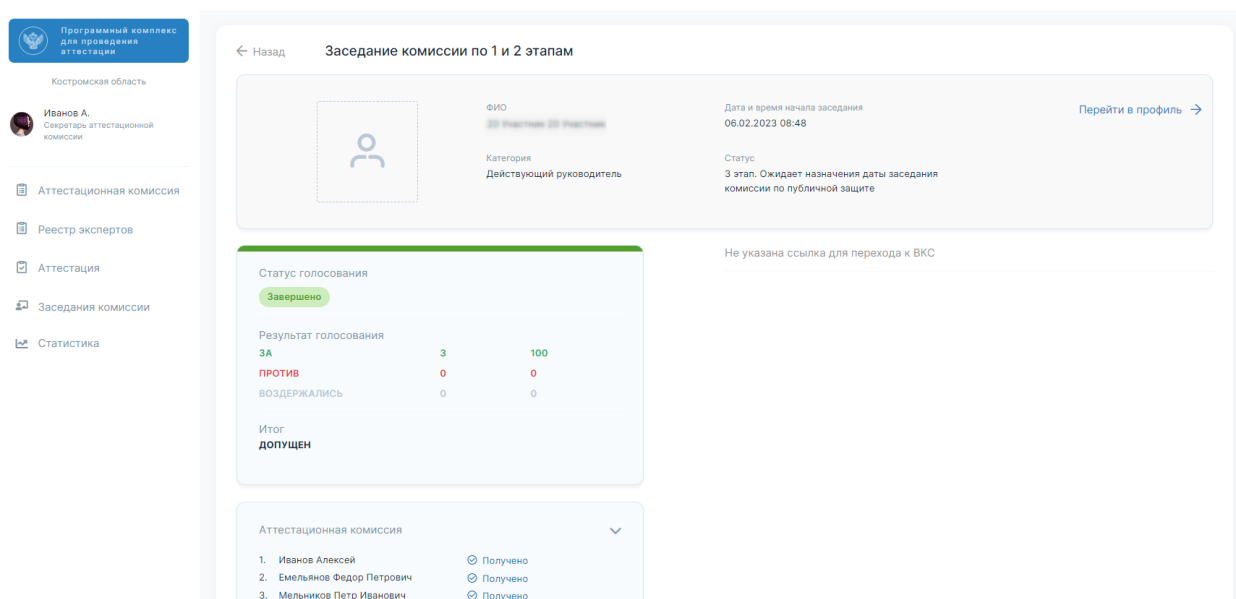 Программный комплекс
для проведения
аттестации
Костромская область
Иванов А.
Секретарь аттестационной
комиссии
Аттестационная комиссия
Реестр экспертов
Аттестация
Заседания комиссии
Статистика
Назад Заседание комиссии по 1 и 2 этапам
ФИО
Категория
Действующий руководитель
Дата и время начала заседания
06.02.2023 08:48
Статус
3 этап. Ожидает назначения даты заседания
комиссии по публичной защите
Перейти в профиль
Статус голосования
Завершено
Результат голосования
ЗА 3 100
ПРОТИВ 0 0
ВОЗДЕРЖАЛИСЬ 0 0
Итог
ДОПУЩЕН
Не указана ссылка для перехода к ВКС
Аттестационная комиссия
1. Иванов Алексей Получено
2. Емельянов Федор Петрович Получено
3. Мельников Петр Иванович Получено